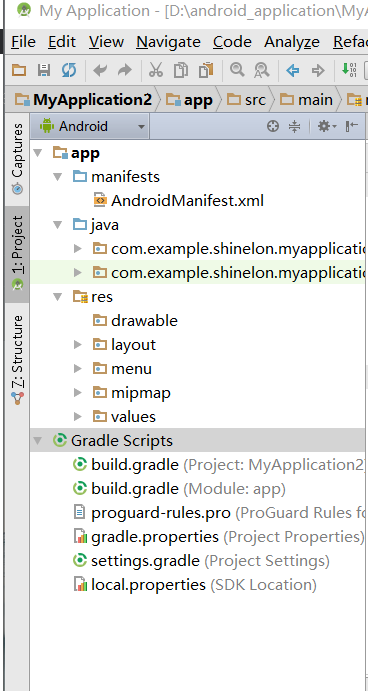 My Application - [D:\android_application\MyA
File Edit View Navigate Code Analyze Refac
MyApplication2 app src main
Android
Captures
1: Project
7: Structure
app
manifests
AndroidManifest.xml
java
com.example.shinelon.myapplicatio
com.example.shinelon.myapplicatio
res
drawable
layout
menu
mipmap
values
Gradle Scripts
build.gradle (Project: MyApplication2)
build.gradle (Module: app)
proguard-rules.pro (ProGuard Rules fo
gradle.properties (Project Properties)
settings.gradle (Project Settings)
local.properties (SDK Location)